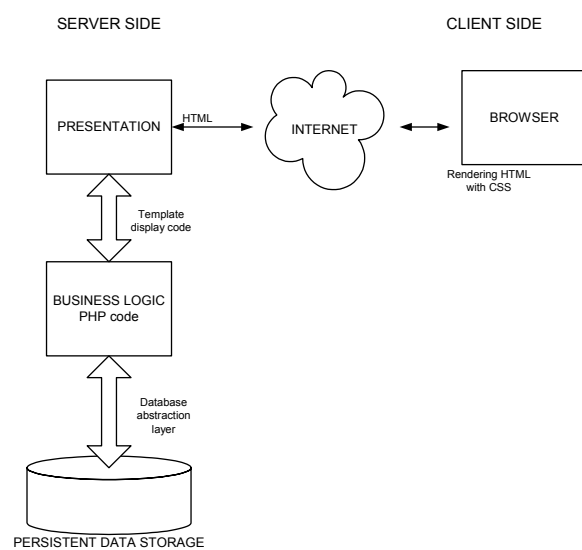 SERVER SIDE
CLIENT SIDE
PRESENTATION
HTML
INTERNET
BROWSER
Rendering HTML
with CSS
Template
display code
BUSINESS LOGIC
PHP code
Database
abstraction
layer
PERSISTENT DATA STORAGE